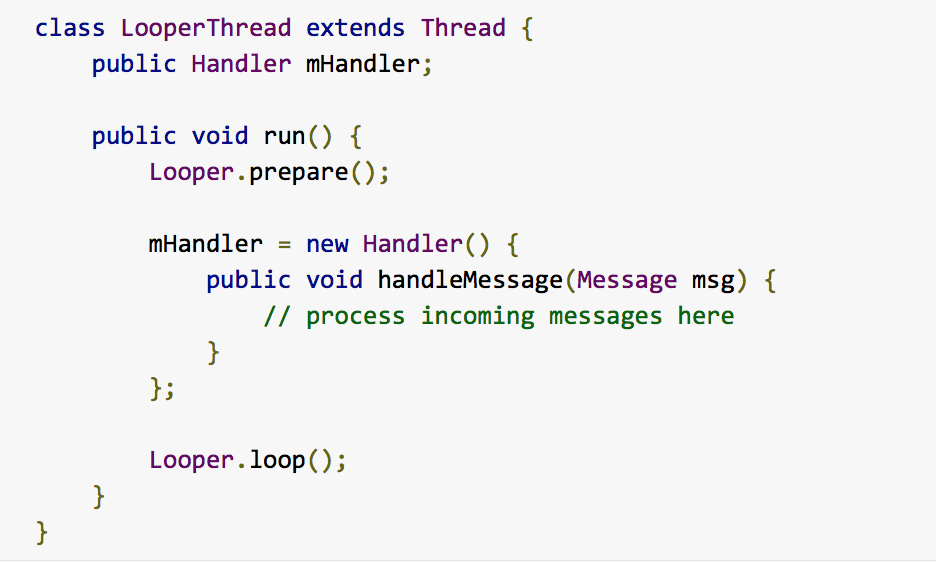 class LooperThread extends Thread {
    public Handler mHandler;

    public void run() {
        Looper.prepare();

        mHandler = new Handler() {
            public void handleMessage(Message msg) {
                // process incoming messages here
            }
        };

        Looper.loop();
    }
}